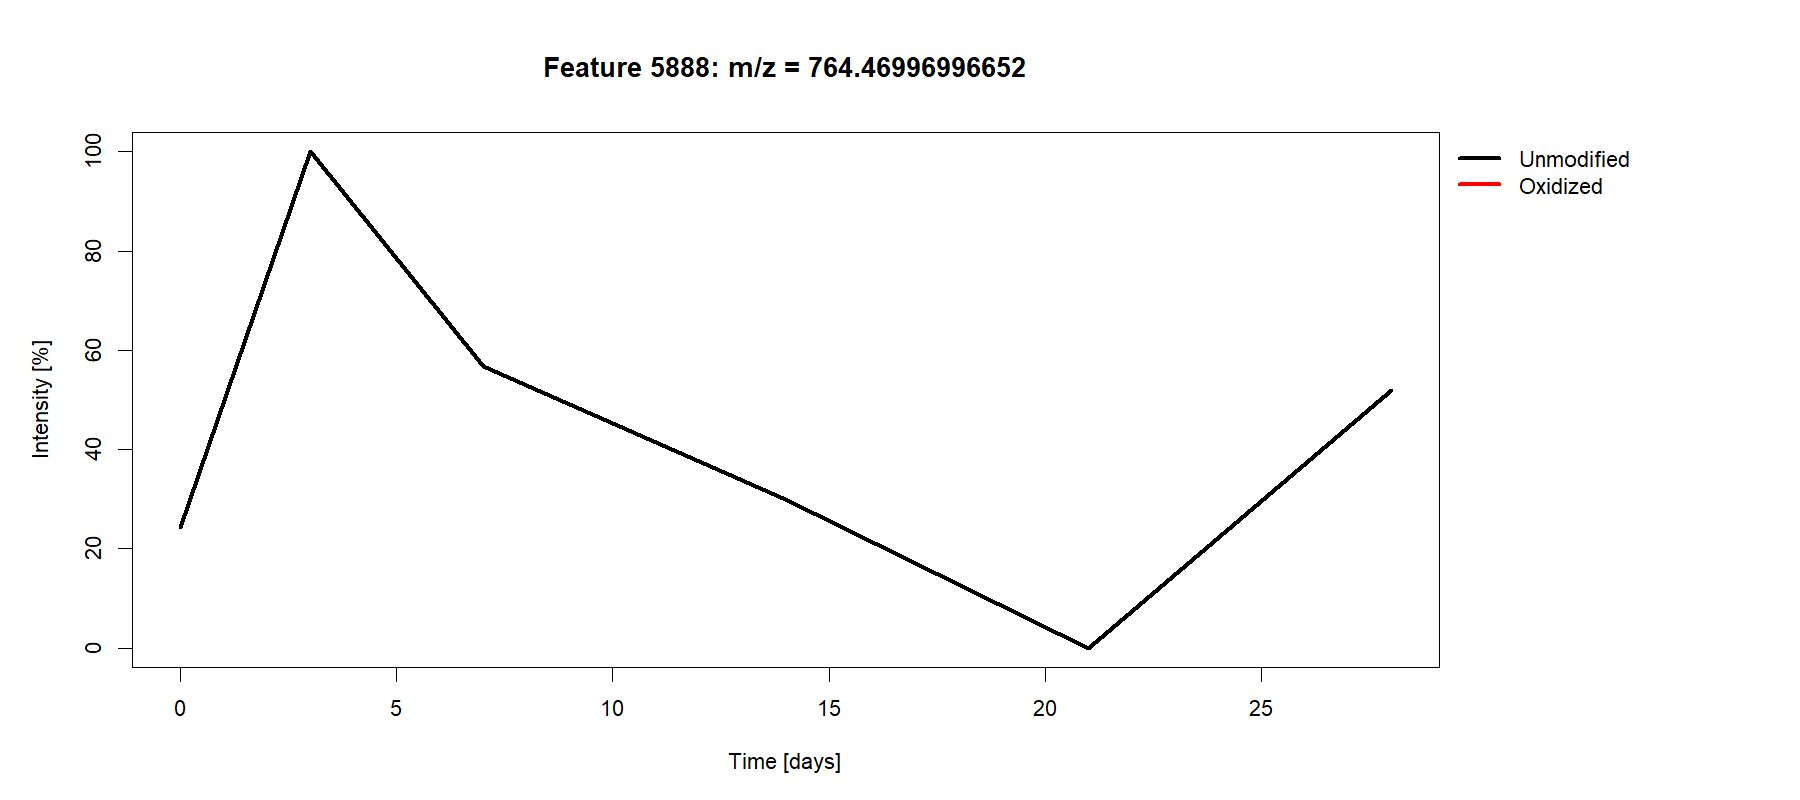 Feature 5888: m/z = 764.46996996652
Unmodified
Oxidized
Intensity [%]
100
80
60
40
20
0
0 5 10 15 20 25
Time [days]